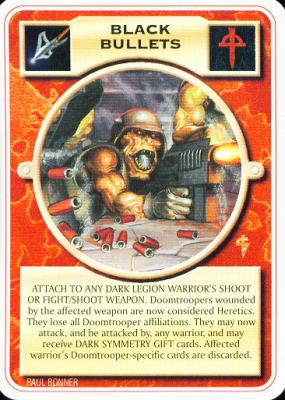 BLACK
BULLETS
ATTACH TO ANY DARK LEGION WARRIOR'S SHOOT
OR FIGHT/SHOOT WEAPON. Doomtroopers wounded
by the affected weapon are now considered Heretics.
They lose all Doomtrooper affiliations. They may now
attack, and be attacked by, any warrior, and may
receive DARK SYMMETRY GIFT cards. Affected
warrior's Doomtrooper-specific cards are discarded.
PAUL BONNER